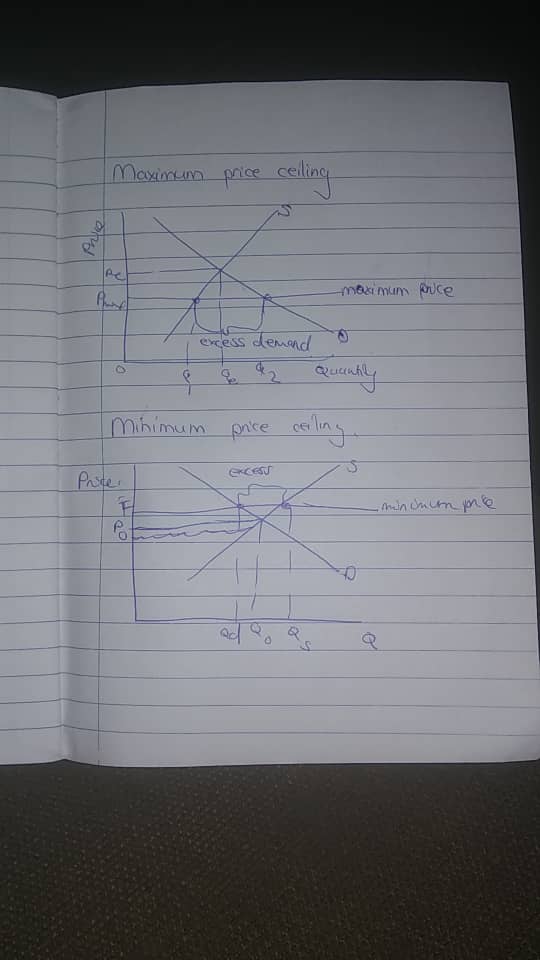 Maximum price ceiling
Price
S
Pe
Pmax
maximum price
D
excess demand
O
Q1
Qe
Q2
Quantity
Minimum price ceiling.
Price.
excess
S
minimum price
Po
D
Qd
Qo
Qs
Q